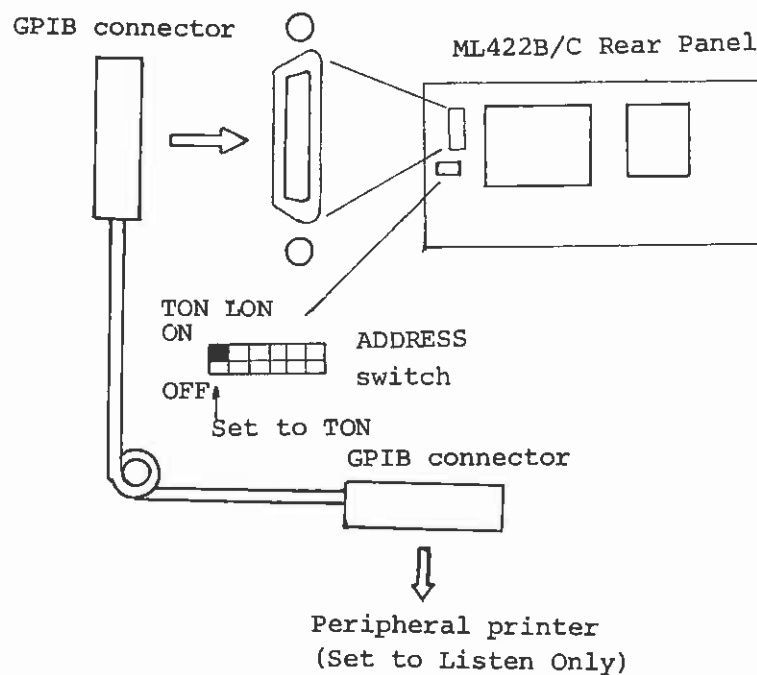 GPIB connector
ML422B/C Rear Panel
TON LON
ON
ADDRESS
switch
OFF
Set to TON
GPIB connector
Peripheral printer
(Set to Listen Only)